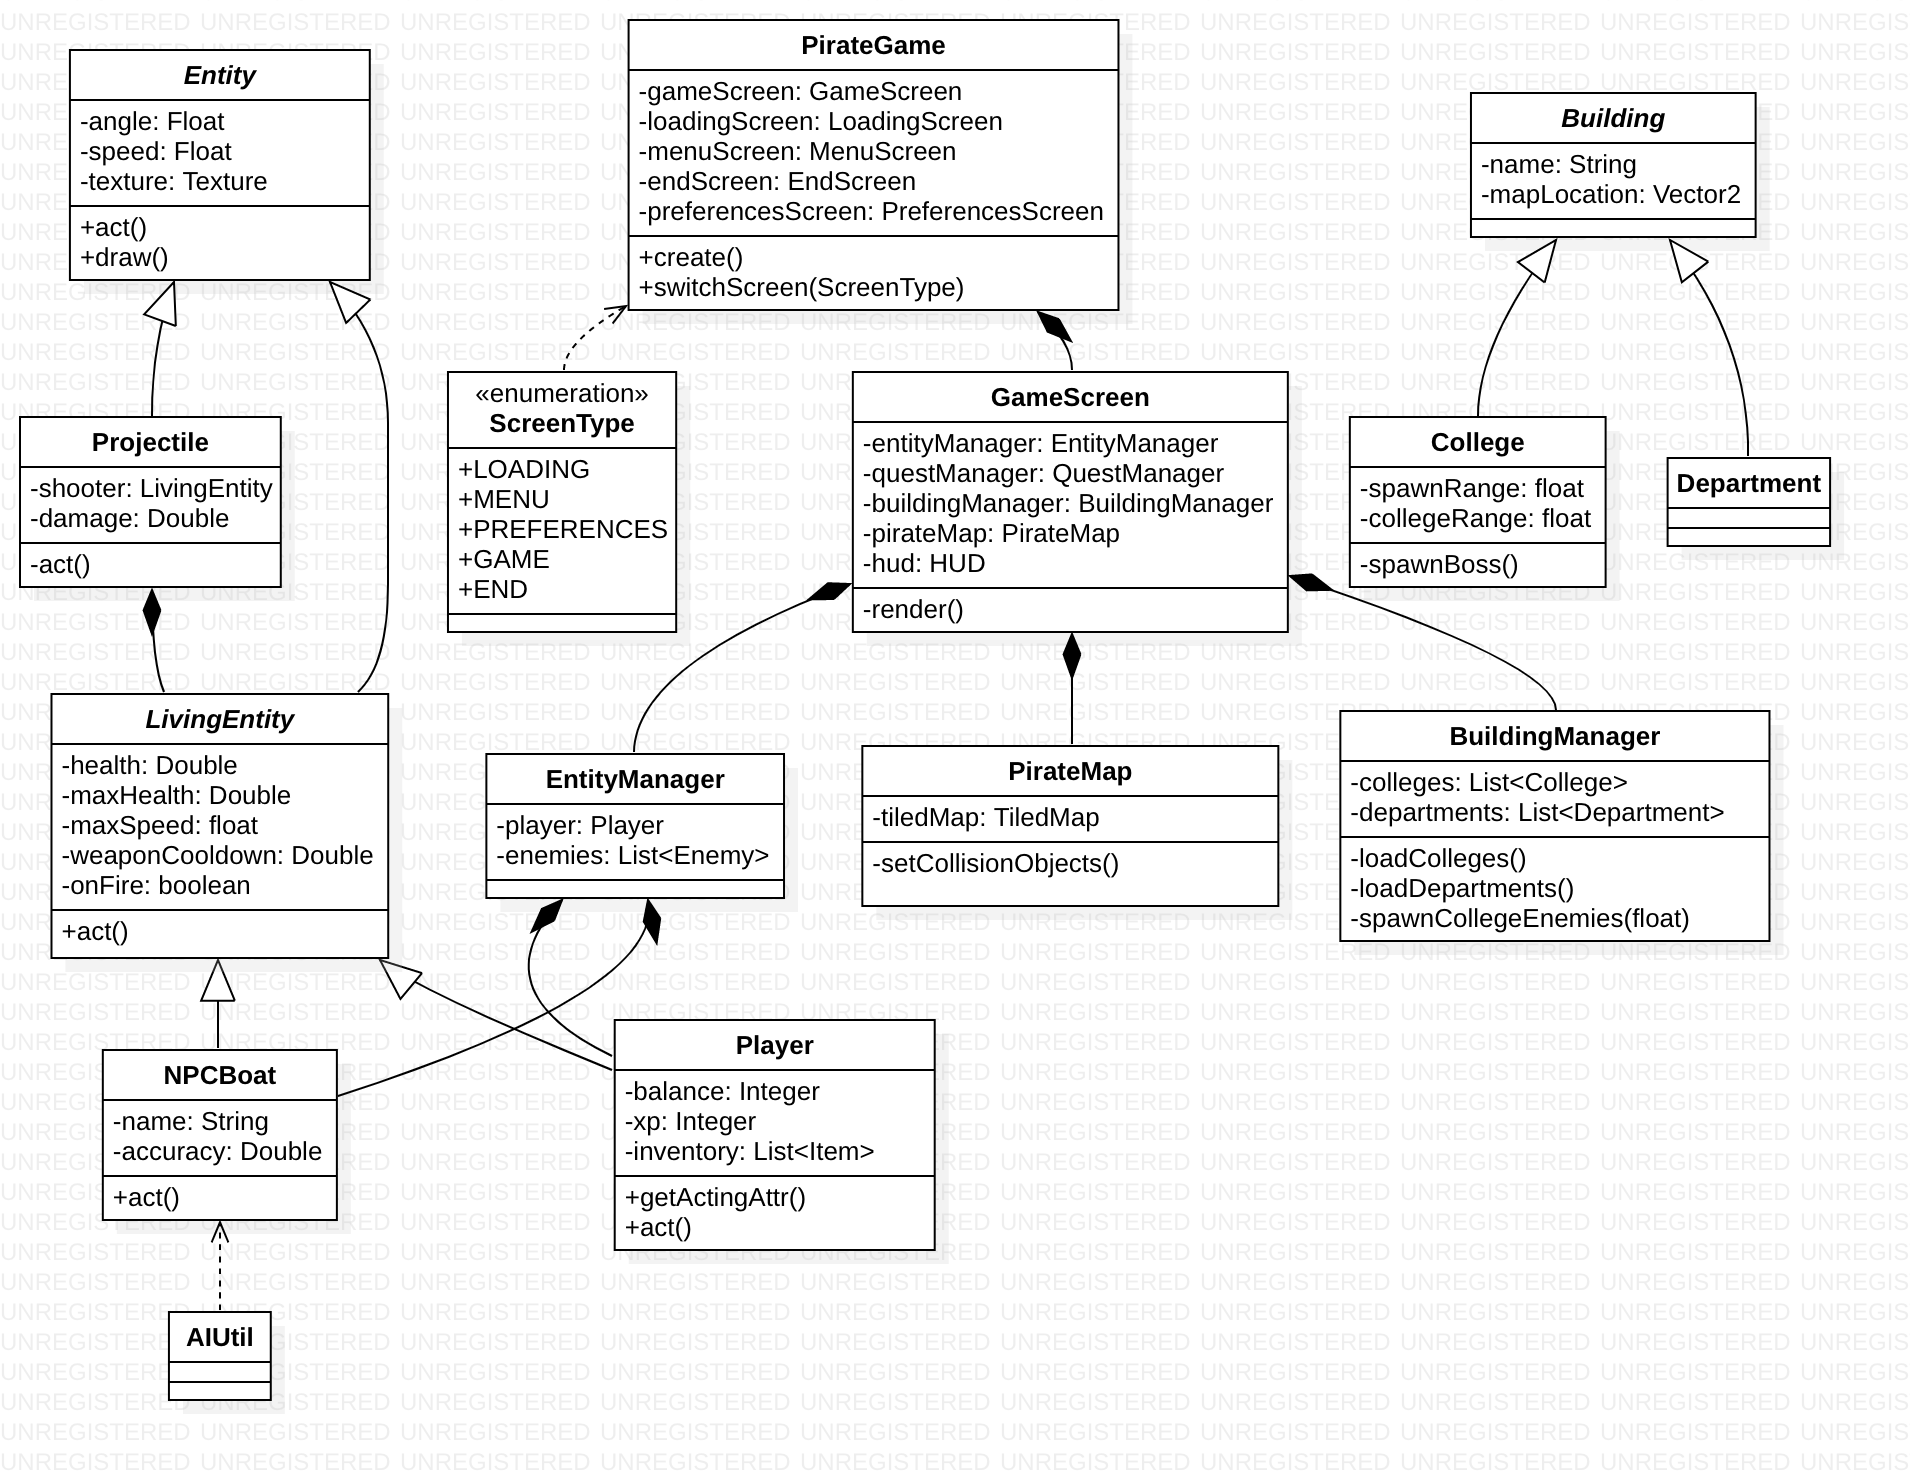 Entity
-angle: Float
-speed: Float
-texture: Texture
+act()
+draw()
PirateGame
-gameScreen: GameScreen
-loadingScreen: LoadingScreen
-menuScreen: MenuScreen
-endScreen: EndScreen
-preferencesScreen: PreferencesScreen
+create()
+switchScreen(ScreenType)
Building
-name: String
-mapLocation: Vector2
Projectile
-shooter: LivingEntity
-damage: Double
-act()
«enumeration»
ScreenType
+LOADING
+MENU
+PREFERENCES
+GAME
+END
GameScreen
-entityManager: EntityManager
-questManager: QuestManager
-buildingManager: BuildingManager
-pirateMap: PirateMap
-hud: HUD
-render()
College
-spawnRange: float
-collegeRange: float
-spawnBoss()
Department
LivingEntity
-health: Double
-maxHealth: Double
-maxSpeed: float
-weaponCooldown: Double
-onFire: boolean
+act()
EntityManager
-player: Player
-enemies: List<Enemy>
PirateMap
-tiledMap: TiledMap
-setCollisionObjects()
BuildingManager
-colleges: List<College>
-departments: List<Department>
-loadColleges()
-loadDepartments()
-spawnCollegeEnemies(float)
NPCBoat
-name: String
-accuracy: Double
+act()
Player
-balance: Integer
-xp: Integer
-inventory: List<Item>
+getActingAttr()
+act()
AIUtil
UNREGISTERED